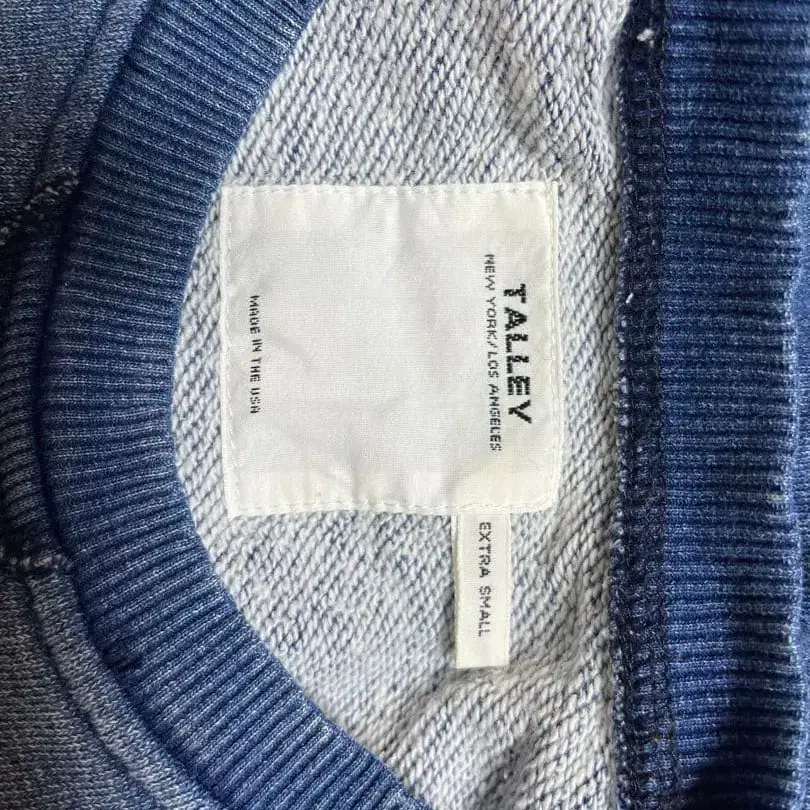 TALLEY
NEW YORK/LOS ANGELES
MADE IN THE USA
EXTRA SMALL